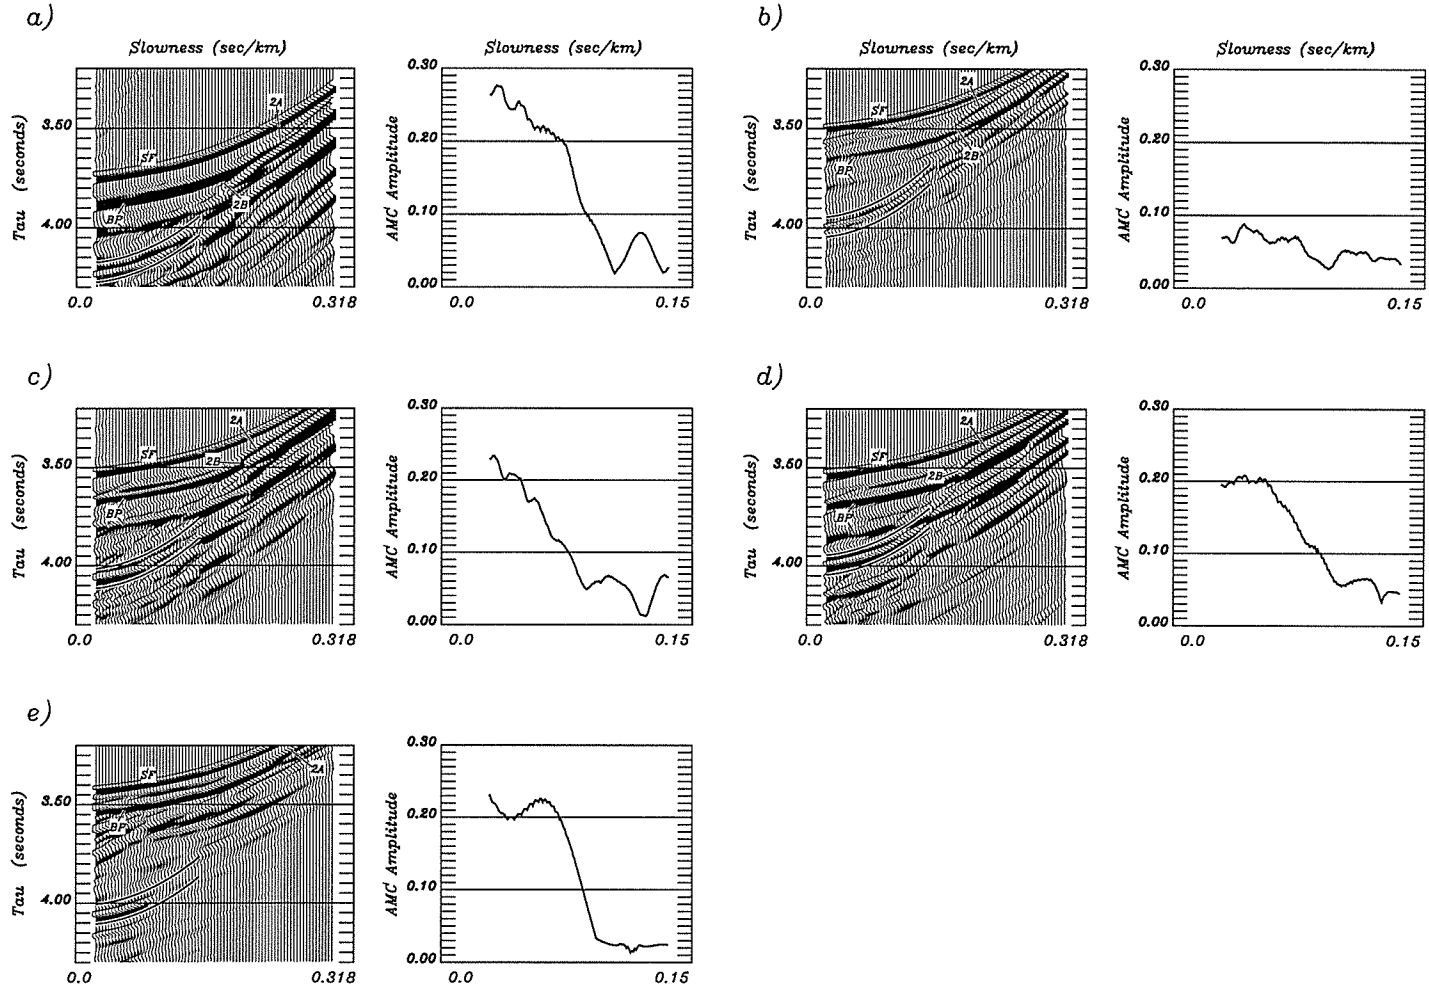 a)
Slowness (sec/km)
Slowness (sec/km)
Tau (seconds)
3.50
4.00
2A
SF
BP
2B
0.0
0.318
AMC Amplitude
0.30
0.20
0.10
0.00
0.0
0.15
b)
Slowness (sec/km)
Slowness (sec/km)
Tau (seconds)
3.50
4.00
2A
SF
2B
BP
0.0
0.318
AMC Amplitude
0.30
0.20
0.10
0.00
0.0
0.15
c)
Tau (seconds)
3.50
4.00
2A
SF
2B
BP
0.0
0.318
AMC Amplitude
0.30
0.20
0.10
0.00
0.0
0.15
d)
Tau (seconds)
3.50
4.00
2A
SF
2B
BP
0.0
0.318
AMC Amplitude
0.30
0.20
0.10
0.00
0.0
0.15
e)
Tau (seconds)
3.50
4.00
SF
2A
BP
0.0
0.318
AMC Amplitude
0.30
0.20
0.10
0.00
0.0
0.15